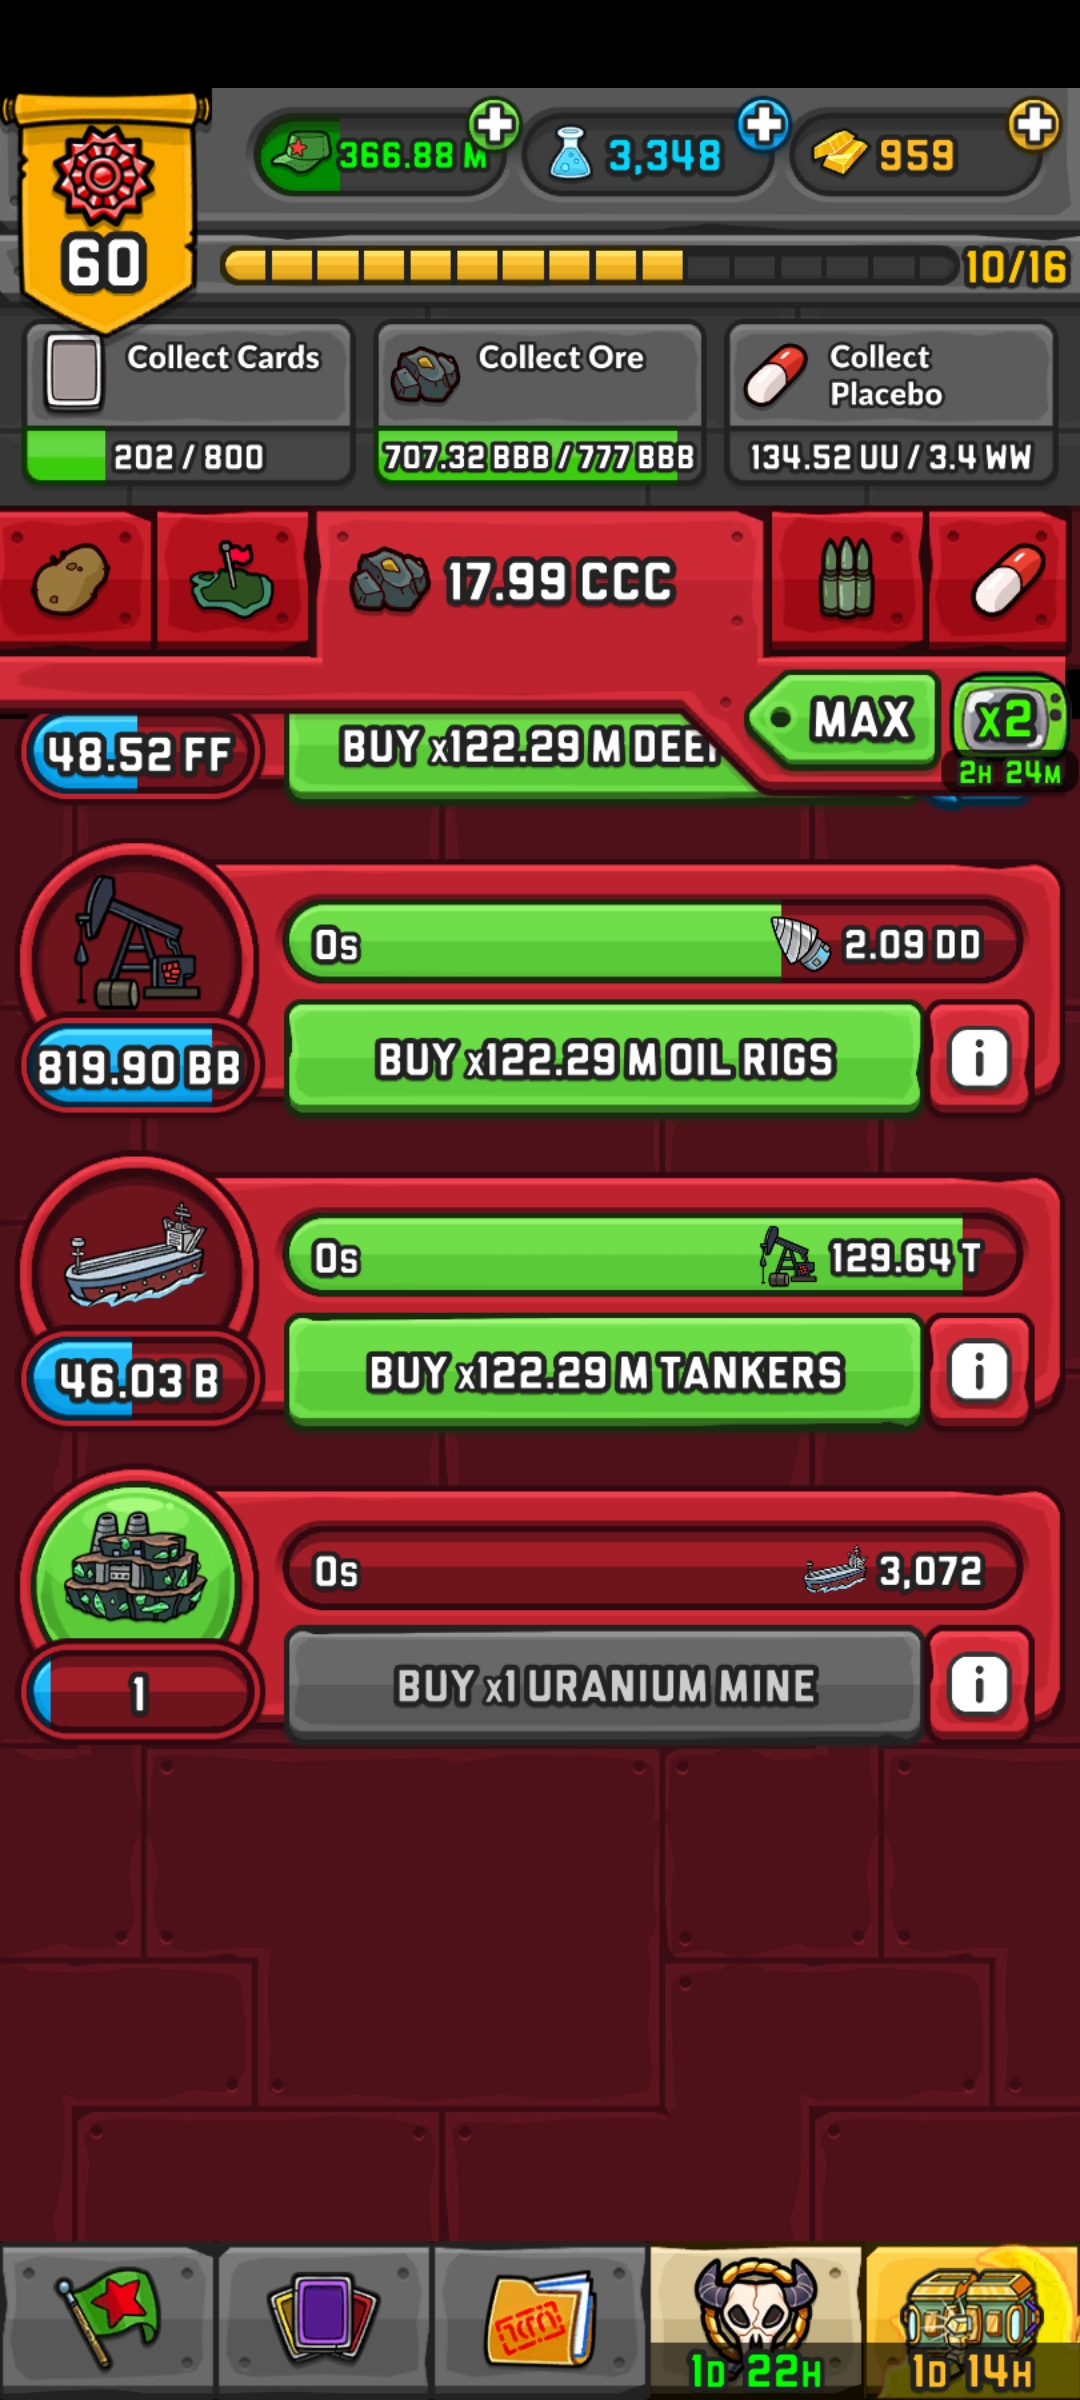 366.88 M
3,348
959
60
10/16
Collect Cards
202 / 800
Collect Ore
707.32 BBB / 777 BBB
Collect
Placebo
134.52 UU / 3.4 WW
17.99 CCC
MAX
x2
2H 24M
48.52 FF
BUY x122.29 M
0s
2.09 DD
819.90 BB
BUY x122.29 M OIL RIGS
i
0s
129.64 T
46.03 B
BUY x122.29 M TANKERS
i
0s
3,072
1
BUY x1 URANIUM MINE
i
1D 22H
1D 14H